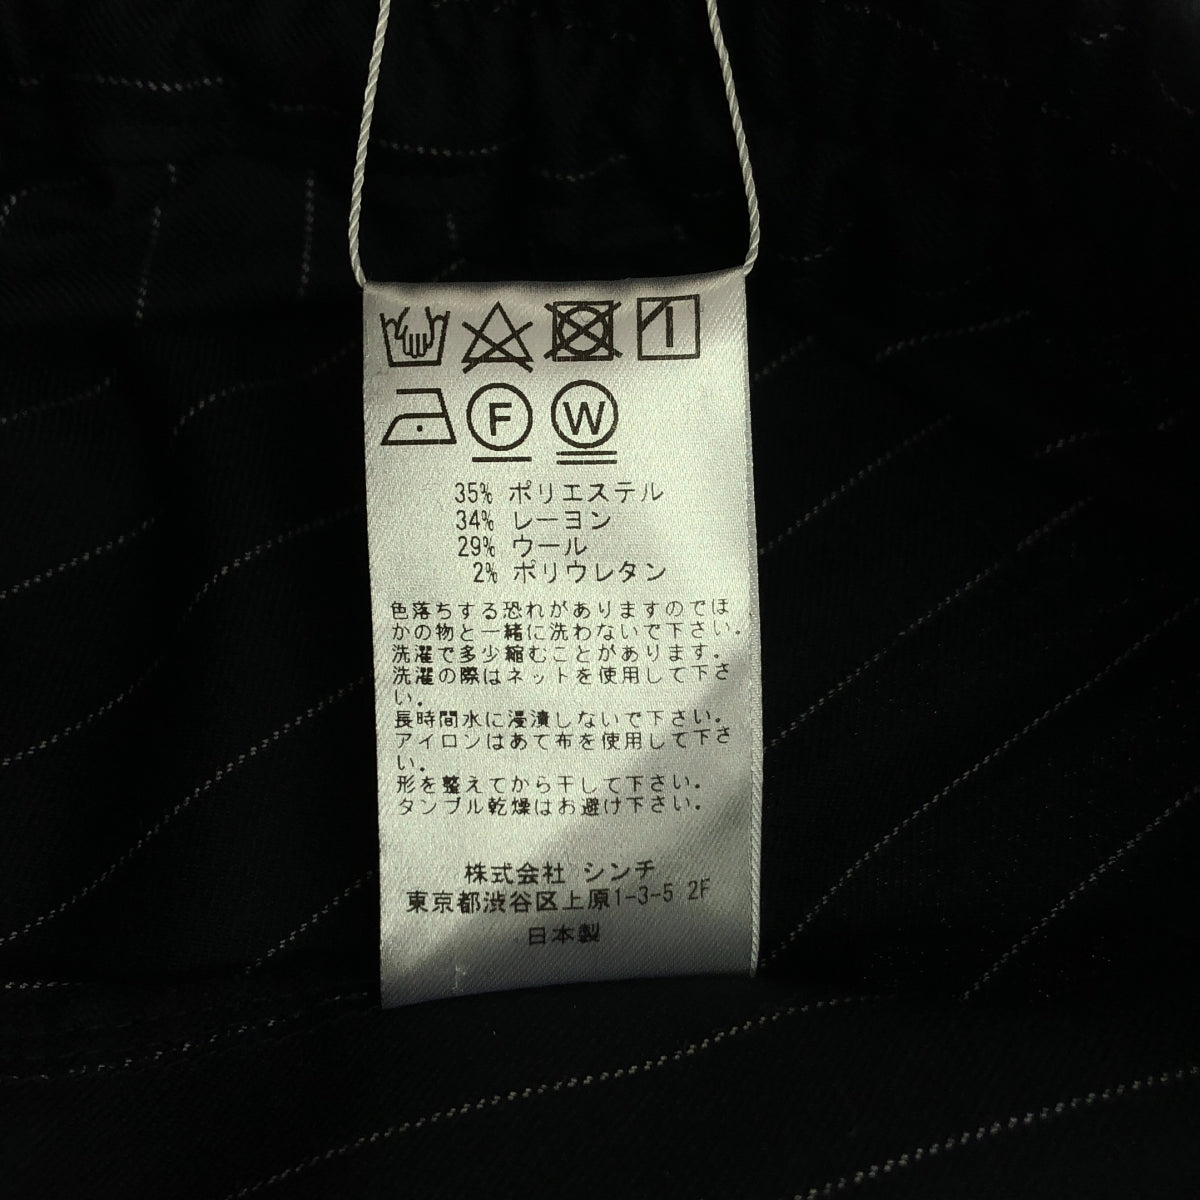 F W
35% ポリエステル
34% レーヨン
29% ウール
2% ポリウレタン
色落ちする恐れがありますのでほ
かの物と一緒に洗わないで下さい。
洗濯で多少縮むことがあります。
洗濯の際はネットを使用して下さ
い。
長時間水に浸漬しないで下さい。
アイロンはあて布を使用して下さ
い。
形を整えてから干して下さい。
タンブル乾燥はお避け下さい。
株式会社 シンチ
東京都渋谷区上原1-3-5 2F
日本製